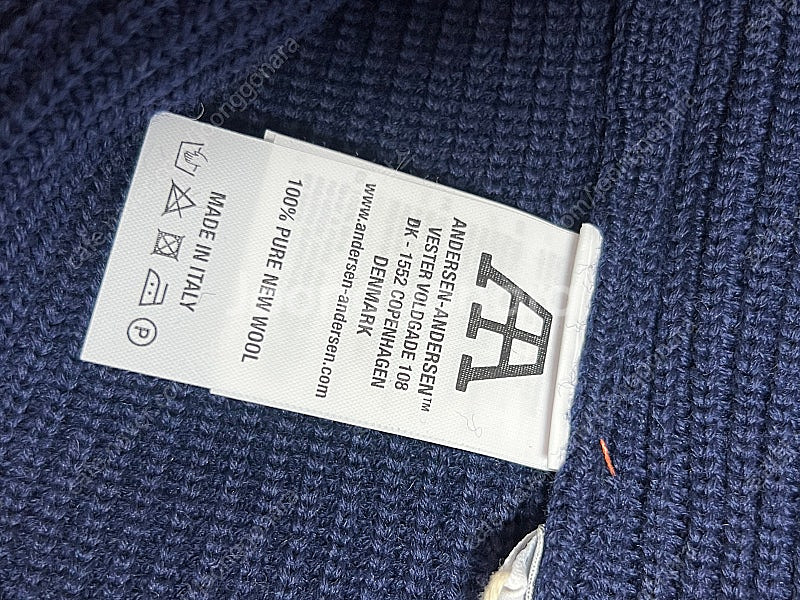 AA
ANDERSEN-ANDERSEN™
VESTER VOLDGADE 108
DK - 1552 COPENHAGEN
DENMARK
www.andersen-andersen.com
100% PURE NEW WOOL
MADE IN ITALY
P